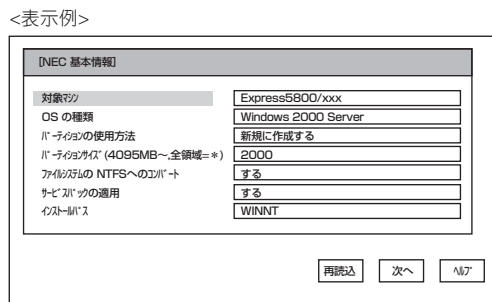 <表示例>
[NEC 基本情報]
対象マシン Express5800/xxx
OS の種類 Windows 2000 Server
パーティションの使用方法 新規に作成する
パーティションサイズ (4095MB～,全領域=＊) 2000
ファイルシステムの NTFSへのコンバート する
サービスパックの適用 する
インストールパス WINNT
再読込 次へ ヘルプ